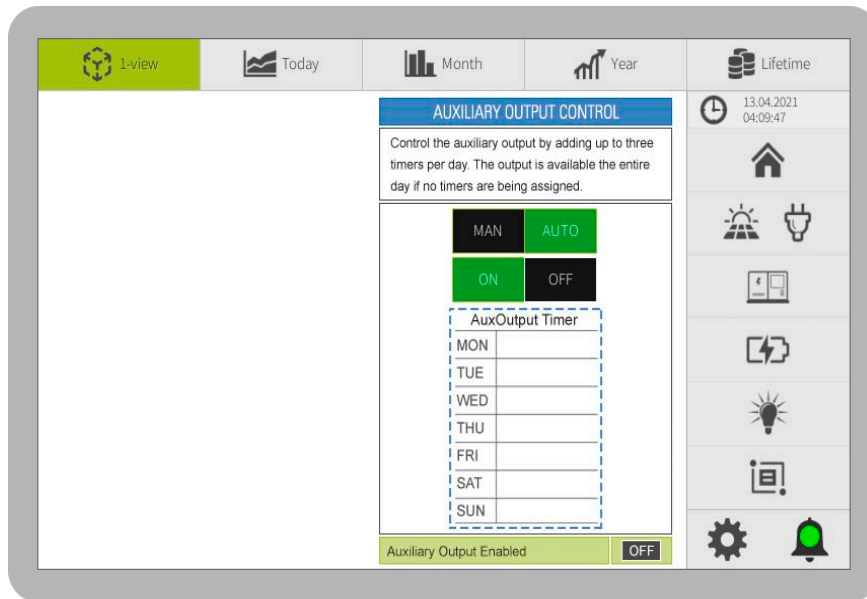 1-view
Today
Month
Year
Lifetime
AUXILIARY OUTPUT CONTROL
13.04.2021
04:09:47
Control the auxiliary output by adding up to three
timers per day. The output is available the entire
day if no timers are being assigned.
MAN
AUTO
ON
OFF
AuxOutput Timer
MON
TUE
WED
THU
FRI
SAT
SUN
Auxiliary Output Enabled
OFF